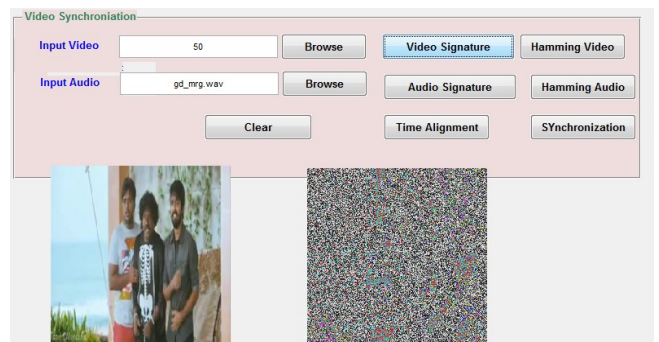 Video Synchroniation
Input Video 50 Browse Video Signature Hamming Video
:
Input Audio gd_mrg.wav Browse Audio Signature Hamming Audio
Clear Time Alignment SYnchronization